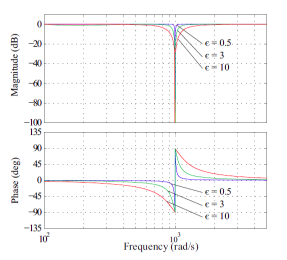 Magnitude (dB)
0
−20
−40
−60
−80
−100
ϵ = 0.5
ϵ = 3
ϵ = 10
Phase (deg)
135
90
45
0
−45
−90
−135
ϵ = 0.5
ϵ = 3
ϵ = 10
10² 10³
Frequency (rad/s)